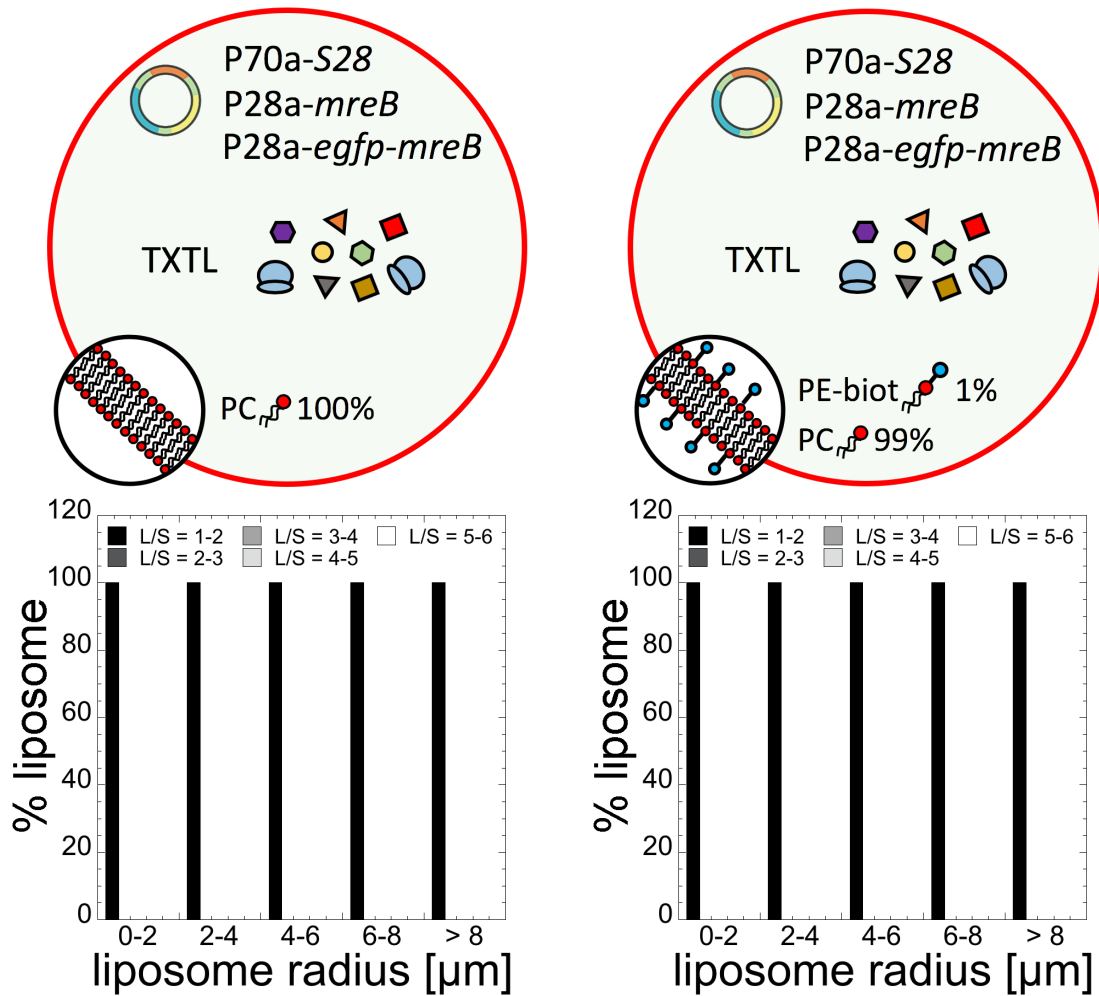 P70a-S28
P28a-mreB
P28a-egfp-mreB
TXTL
PC 100%
120
100
80
60
40
20
0
% liposome
L/S = 1-2
L/S = 3-4
L/S = 5-6
L/S = 2-3
L/S = 4-5
0-2 2-4 4-6 6-8 > 8
liposome radius [µm]
P70a-S28
P28a-mreB
P28a-egfp-mreB
TXTL
PE-biot 1%
PC 99%
120
100
80
60
40
20
0
% liposome
L/S = 1-2
L/S = 3-4
L/S = 5-6
L/S = 2-3
L/S = 4-5
0-2 2-4 4-6 6-8 > 8
liposome radius [µm]